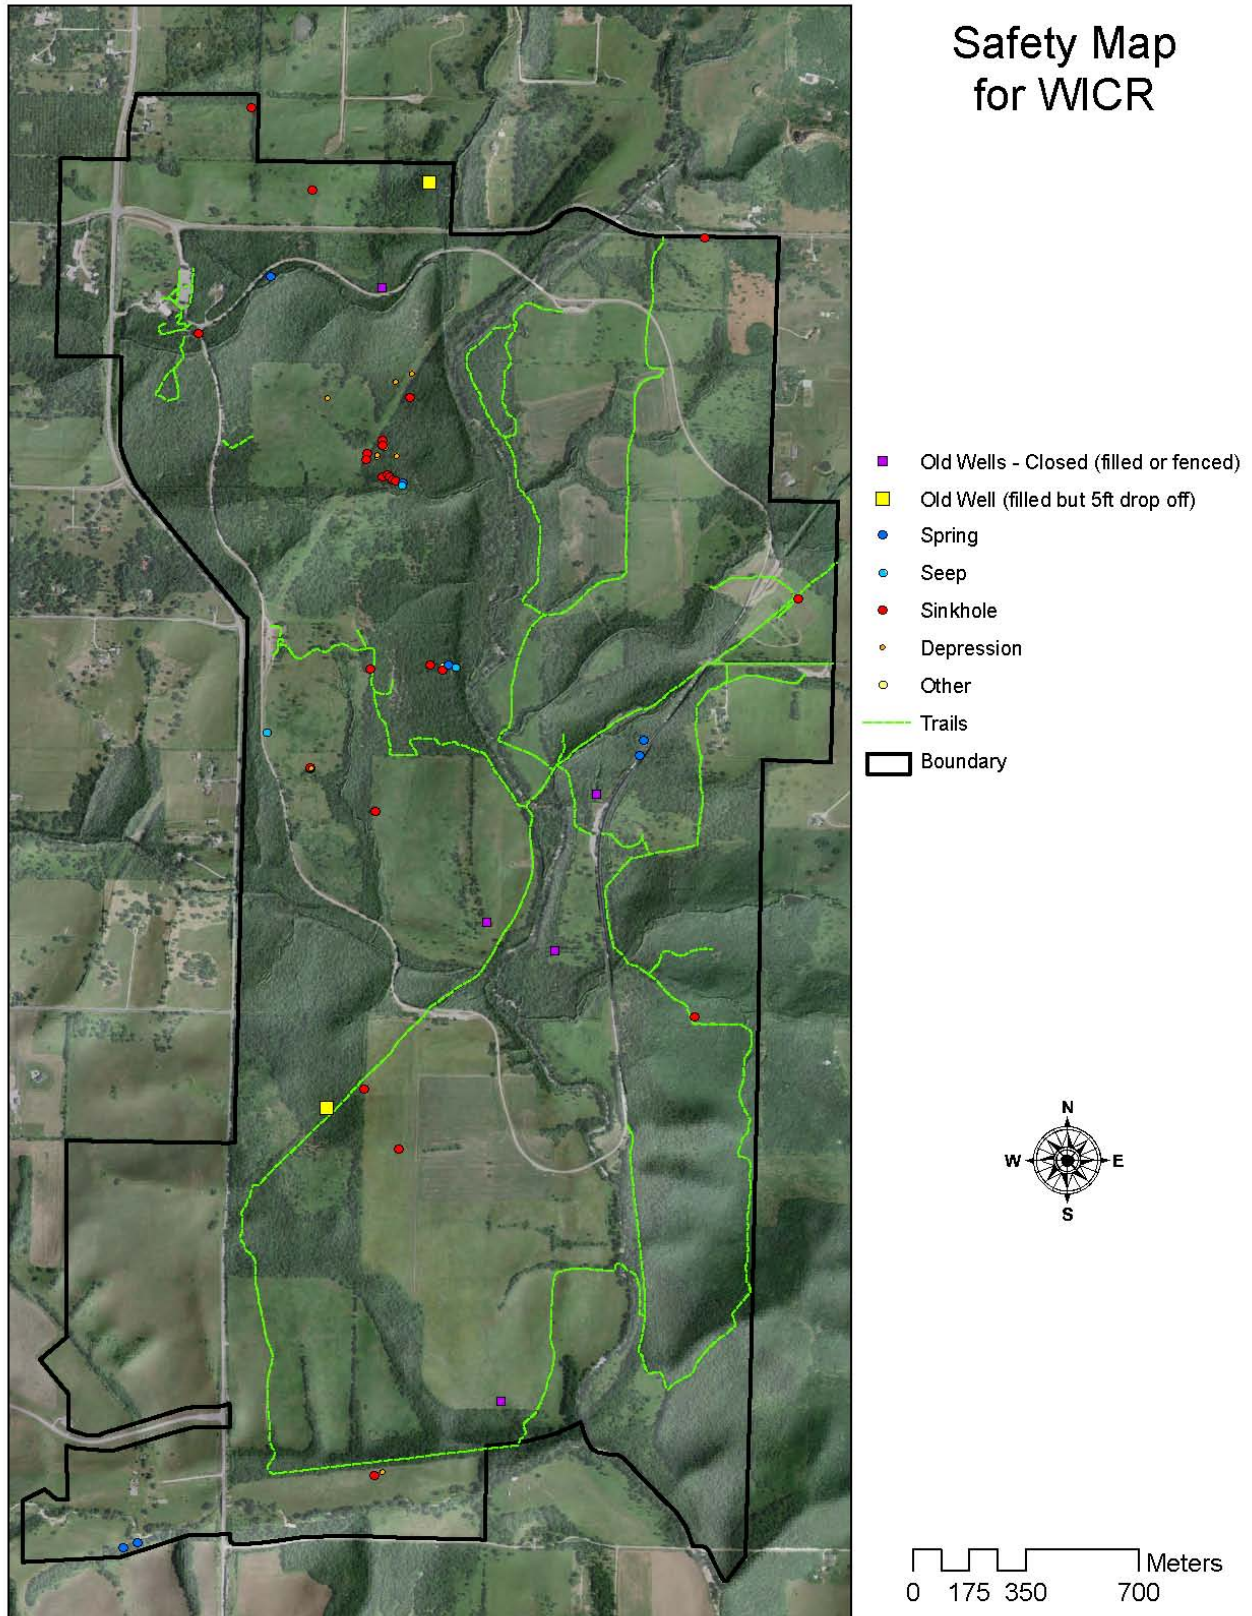 Safety Map
for WICR
Old Wells - Closed (filled or fenced)
Old Well (filled but 5ft drop off)
Spring
Seep
Sinkhole
Depression
Other
Trails
Boundary
N
W
E
S
Meters
0 175 350 700